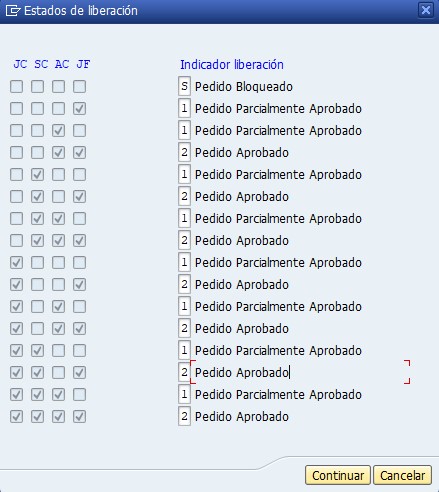 Estados de liberación
JC SC AC JF Indicador liberación
S Pedido Bloqueado
1 Pedido Parcialmente Aprobado
1 Pedido Parcialmente Aprobado
2 Pedido Aprobado
1 Pedido Parcialmente Aprobado
2 Pedido Aprobado
1 Pedido Parcialmente Aprobado
2 Pedido Aprobado
1 Pedido Parcialmente Aprobado
2 Pedido Aprobado
1 Pedido Parcialmente Aprobado
2 Pedido Aprobado
1 Pedido Parcialmente Aprobado
2 Pedido Aprobado
1 Pedido Parcialmente Aprobado
2 Pedido Aprobado
Continuar Cancelar